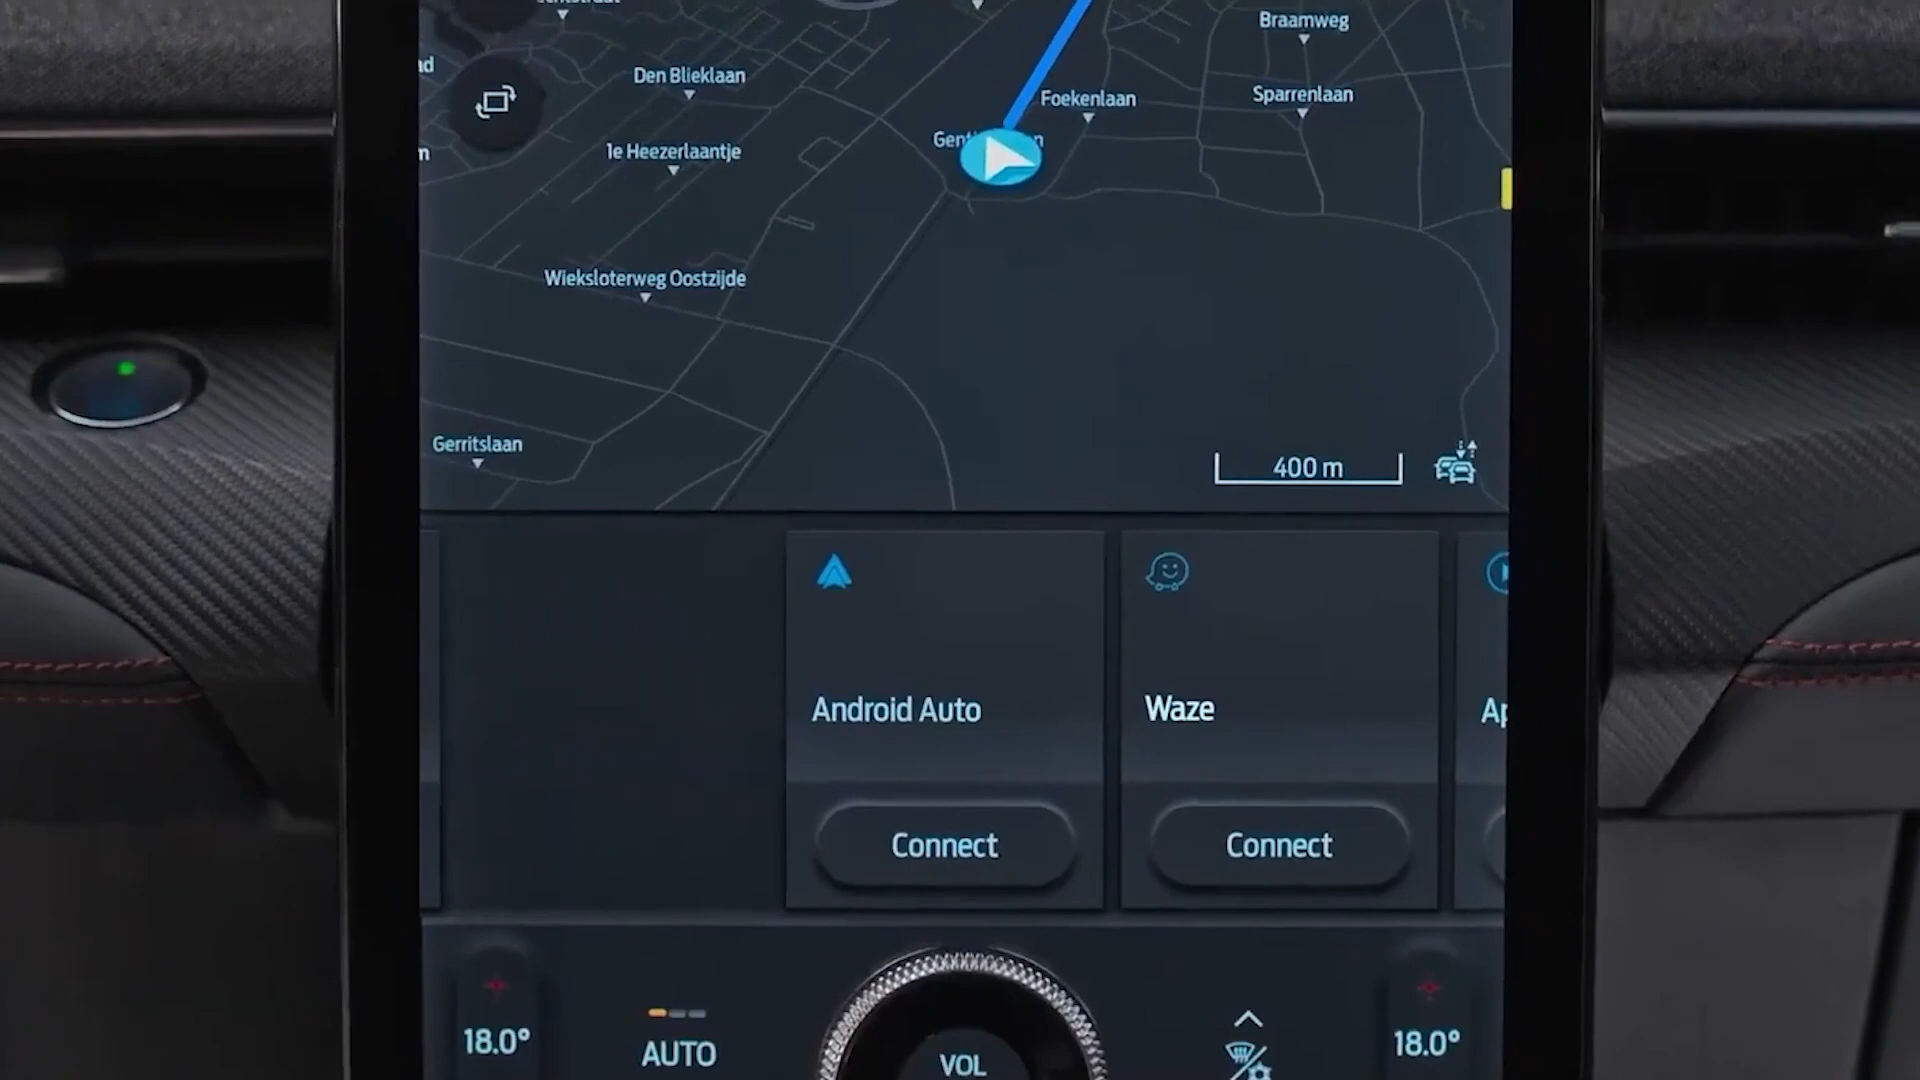 Braamweg
Den Blieklaan
Sparrenlaan
Foekenlaan
1e Heezerlaantje
Wieksloterweg Oostzijde
Gerritslaan
400 m
Android Auto
Waze
Connect
Connect
18.0°
AUTO
VOL
18.0°